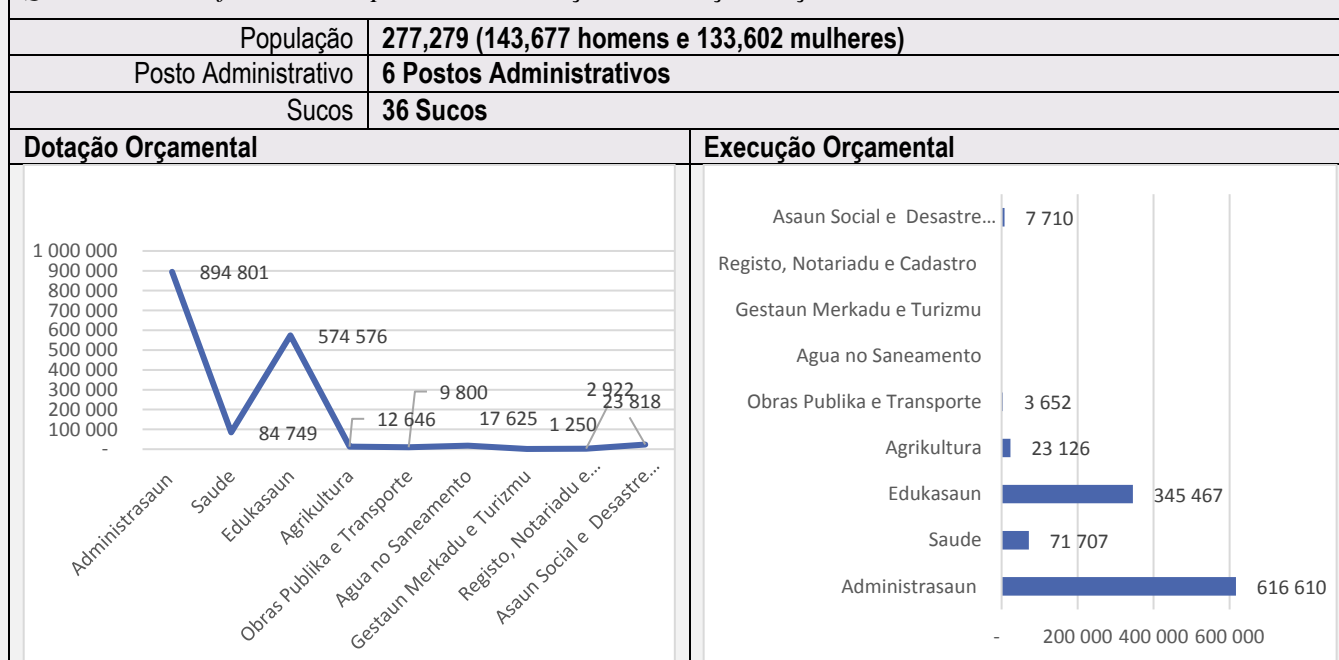 População 277,279 (143,677 homens e 133,602 mulheres)
Posto Administrativo 6 Postos Administrativos
Sucos 36 Sucos
Dotação Orçamental
1 000 000
900 000
800 000
700 000
600 000
500 000
400 000
300 000
200 000
100 000
-
894 801
84 749
574 576
12 646
9 800
17 625
1 250
2 922
23 818
Administrasaun
Saude
Edukasaun
Agrikultura
Obras Publika e Transporte
Agua no Saneamento
Gestaun Merkadu e Turizmu
Registo, Notariadu e...
Asaun Social e Desastre...
Execução Orçamental
Asaun Social e Desastre... 7 710
Registo, Notariadu e Cadastro
Gestaun Merkadu e Turizmu
Agua no Saneamento
Obras Publika e Transporte 3 652
Agrikultura 23 126
Edukasaun 345 467
Saude 71 707
Administrasaun 616 610
- 200 000 400 000 600 000